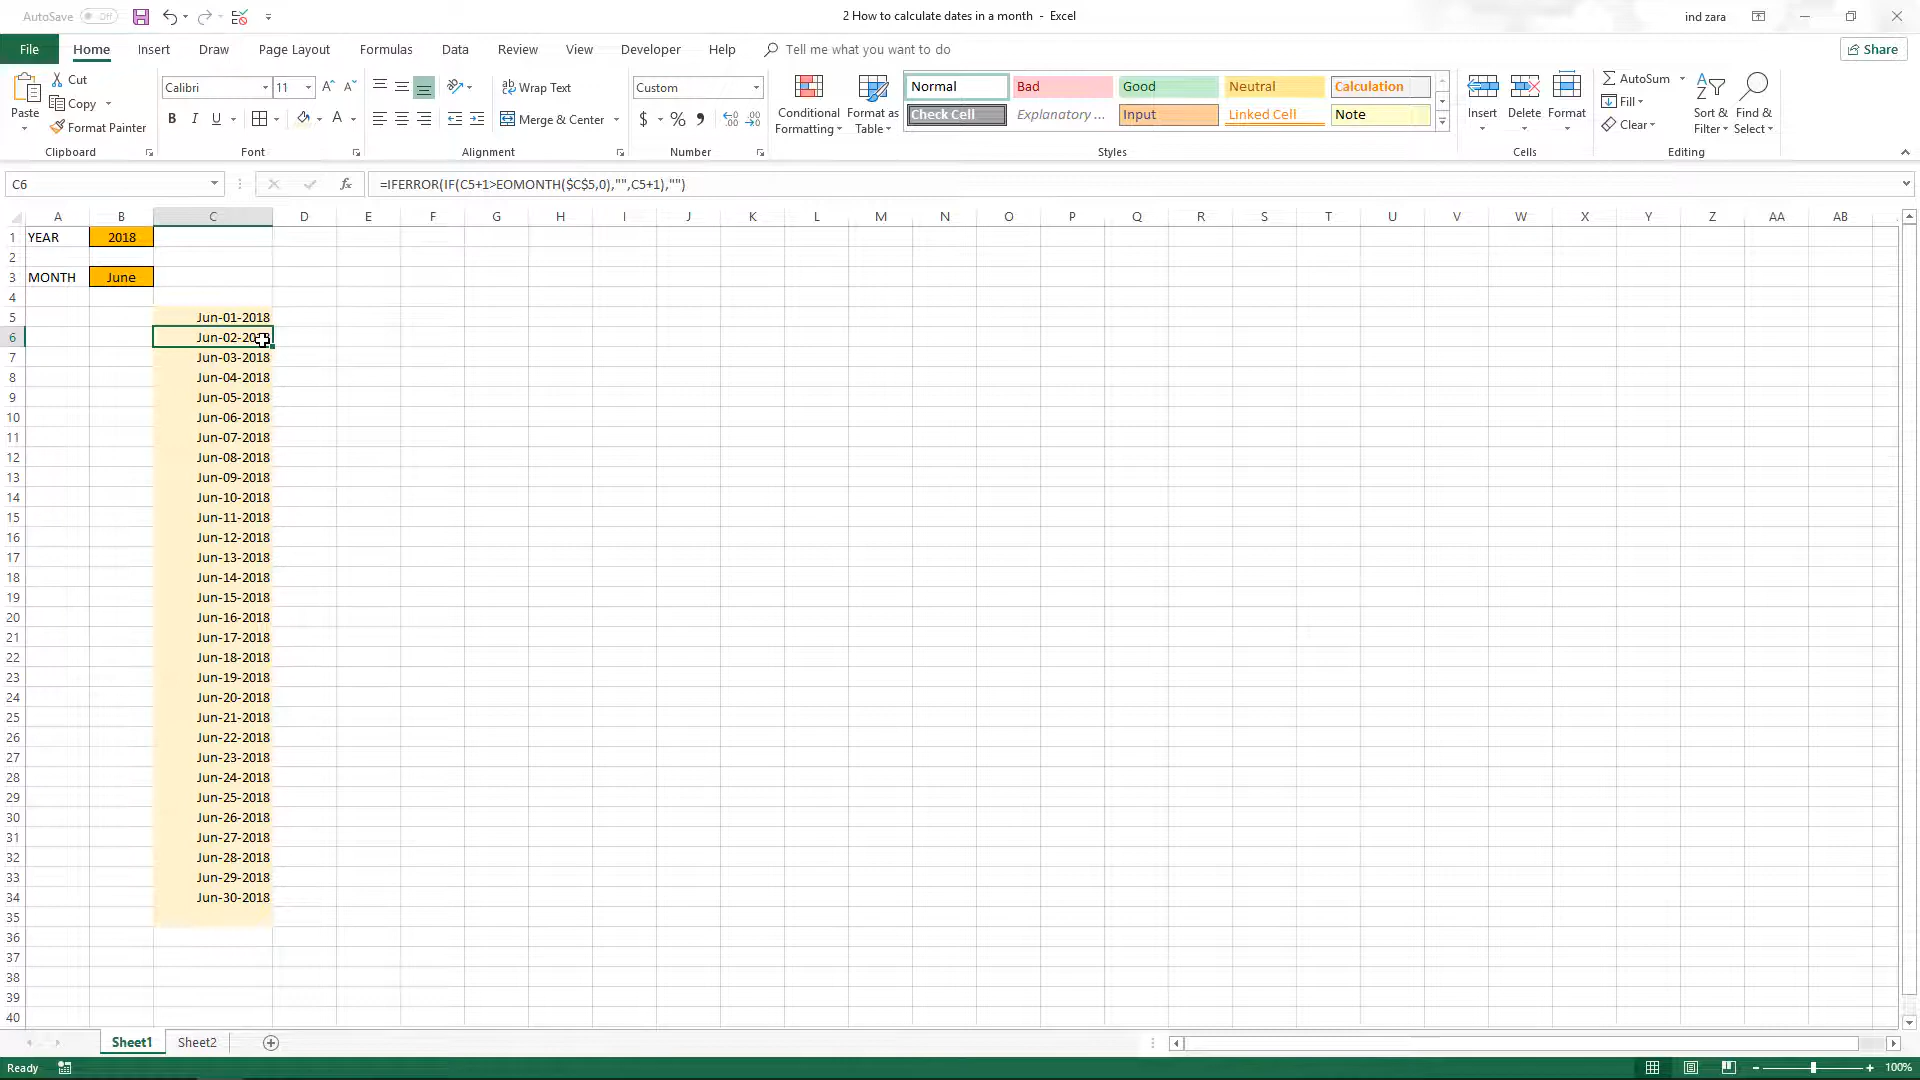 AutoSave Off
2 How to calculate dates in a month - Excel
ind zara
File Home Insert Draw Page Layout Formulas Data Review View Developer Help Tell me what you want to do
Share
Paste
Cut
Copy
Format Painter
Clipboard
Calibri 11
B I U A
Font
Wrap Text
Merge & Center
Alignment
Custom
$ % ,
Number
Conditional Formatting
Format as Table
Normal Bad Good Neutral Calculation
Check Cell Explanatory ... Input Linked Cell Note
Styles
Insert Delete Format
Cells
AutoSum
Fill
Clear
Sort & Filter
Find & Select
Editing
C6
fx
=IFERROR(IF(C5+1>EOMONTH($C$5,0),"",C5+1),"")
A B C D E F G H I J K L M N O P Q R S T U V W X Y Z AA AB
1 YEAR 2018
2
3 MONTH June
4
5 Jun-01-2018
6 Jun-02-20
7 Jun-03-2018
8 Jun-04-2018
9 Jun-05-2018
10 Jun-06-2018
11 Jun-07-2018
12 Jun-08-2018
13 Jun-09-2018
14 Jun-10-2018
15 Jun-11-2018
16 Jun-12-2018
17 Jun-13-2018
18 Jun-14-2018
19 Jun-15-2018
20 Jun-16-2018
21 Jun-17-2018
22 Jun-18-2018
23 Jun-19-2018
24 Jun-20-2018
25 Jun-21-2018
26 Jun-22-2018
27 Jun-23-2018
28 Jun-24-2018
29 Jun-25-2018
30 Jun-26-2018
31 Jun-27-2018
32 Jun-28-2018
33 Jun-29-2018
34 Jun-30-2018
35
36
37
38
39
40
Sheet1 Sheet2
Ready
100%